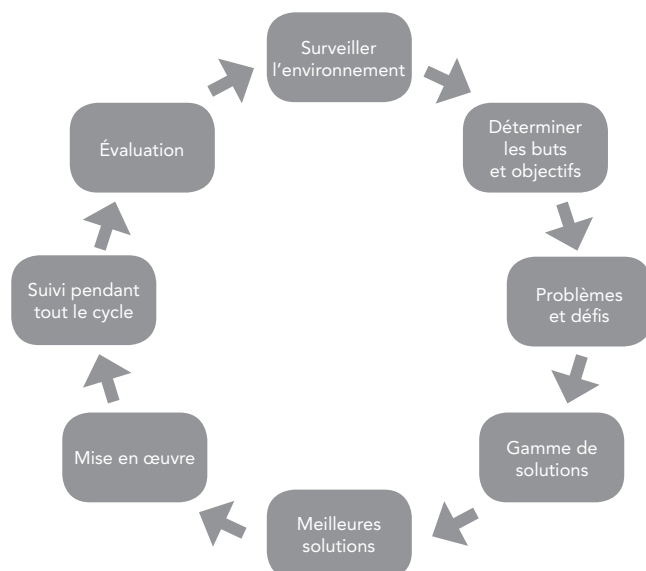 Surveiller
l’environnement
Déterminer
les buts
et objectifs
Problèmes
et défis
Gamme de
solutions
Meilleures
solutions
Mise en œuvre
Suivi pendant
tout le cycle
Évaluation